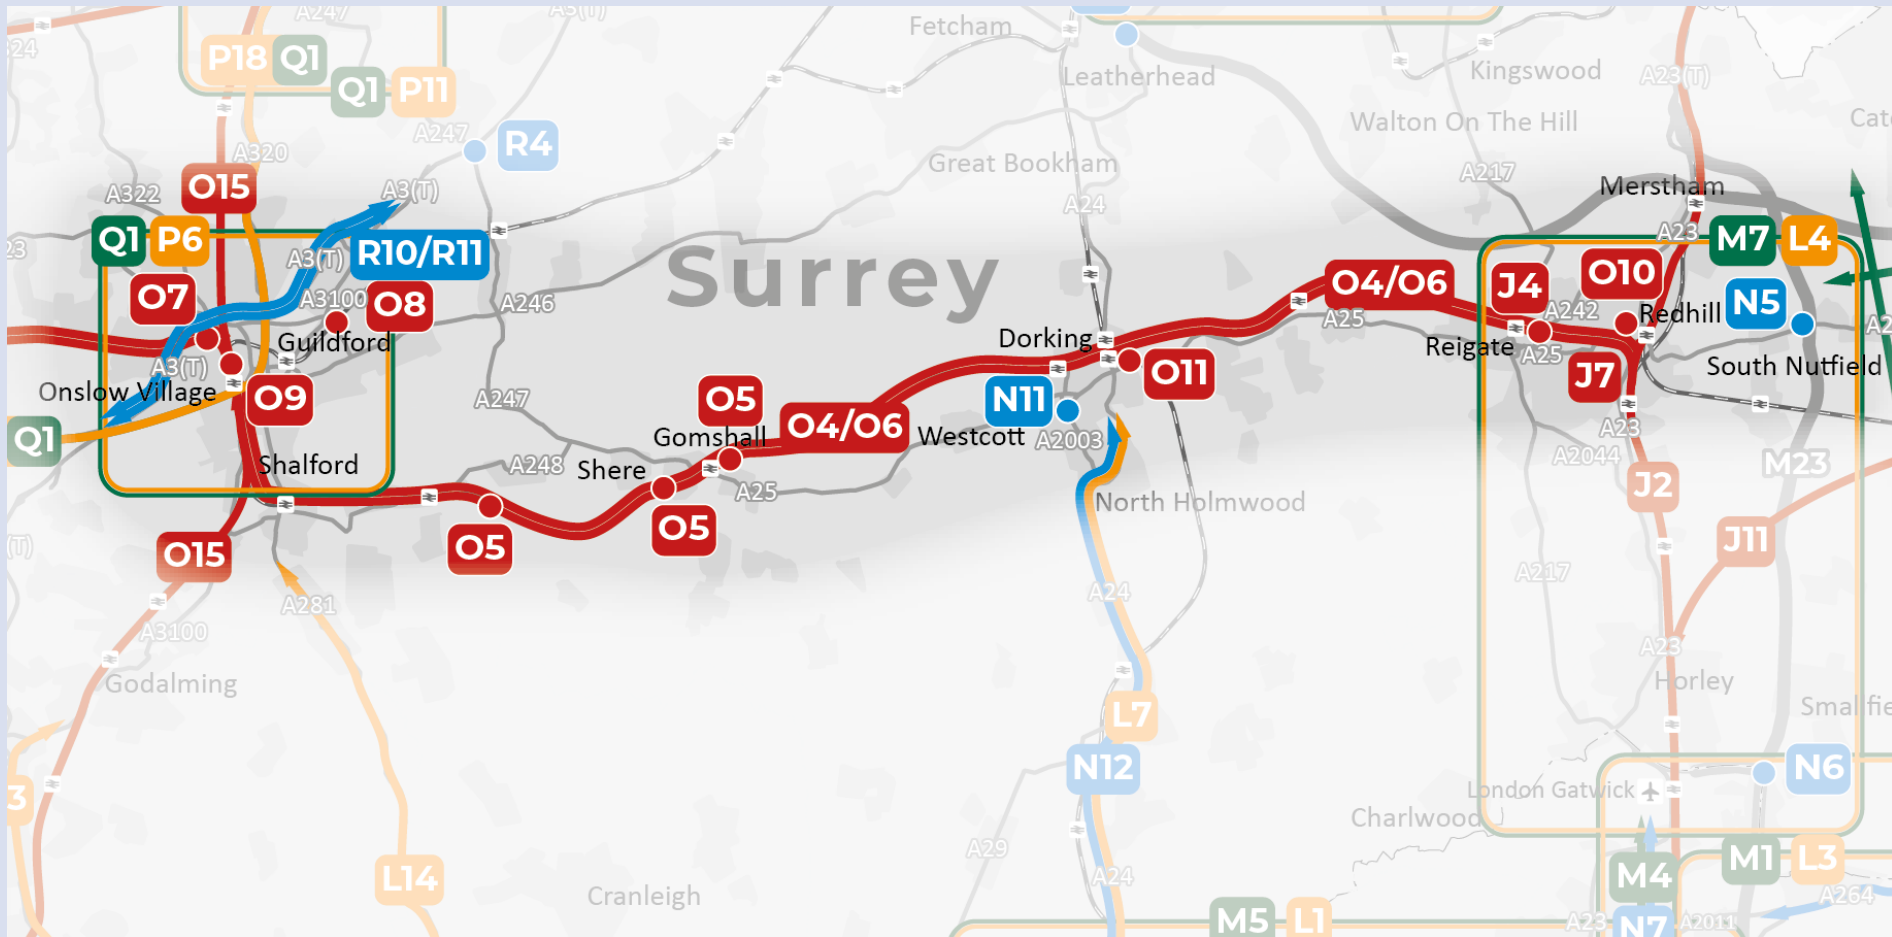 A247
A3(T)
Fetcham
P18
Q1
Q1
P11
Leatherhead
Kingswood
A23(T)
Walton On The Hill
A247
R4
A320
Great Bookham
A217
A322
O15
A3(T)
A24
Merstham
Q1
P6
A3(T)
R10/R11
A23
M7
L4
Surrey
O7
A3100
O8
A246
O4/O6
J4
O10
N5
A242
Redhill
Guildford
A25
Dorking
Reigate
A25
A3(T)
South Nutfield
Onslow Village
O9
A247
O5
O11
J7
N11
Q1
Gomshall
O4/O6
Westcott
A2003
A23
Shalford
A248
Shere
A25
A2044
M23
J2
North Holmwood
O5
O5
J11
O15
A281
A24
A217
A3100
A23
Godalming
Horley
L7
N12
N6
London Gatwick
Charlwood
A29
L14
A24
M1
L3
M4
Cranleigh
A264
M5
L1
A23
N7
A2011